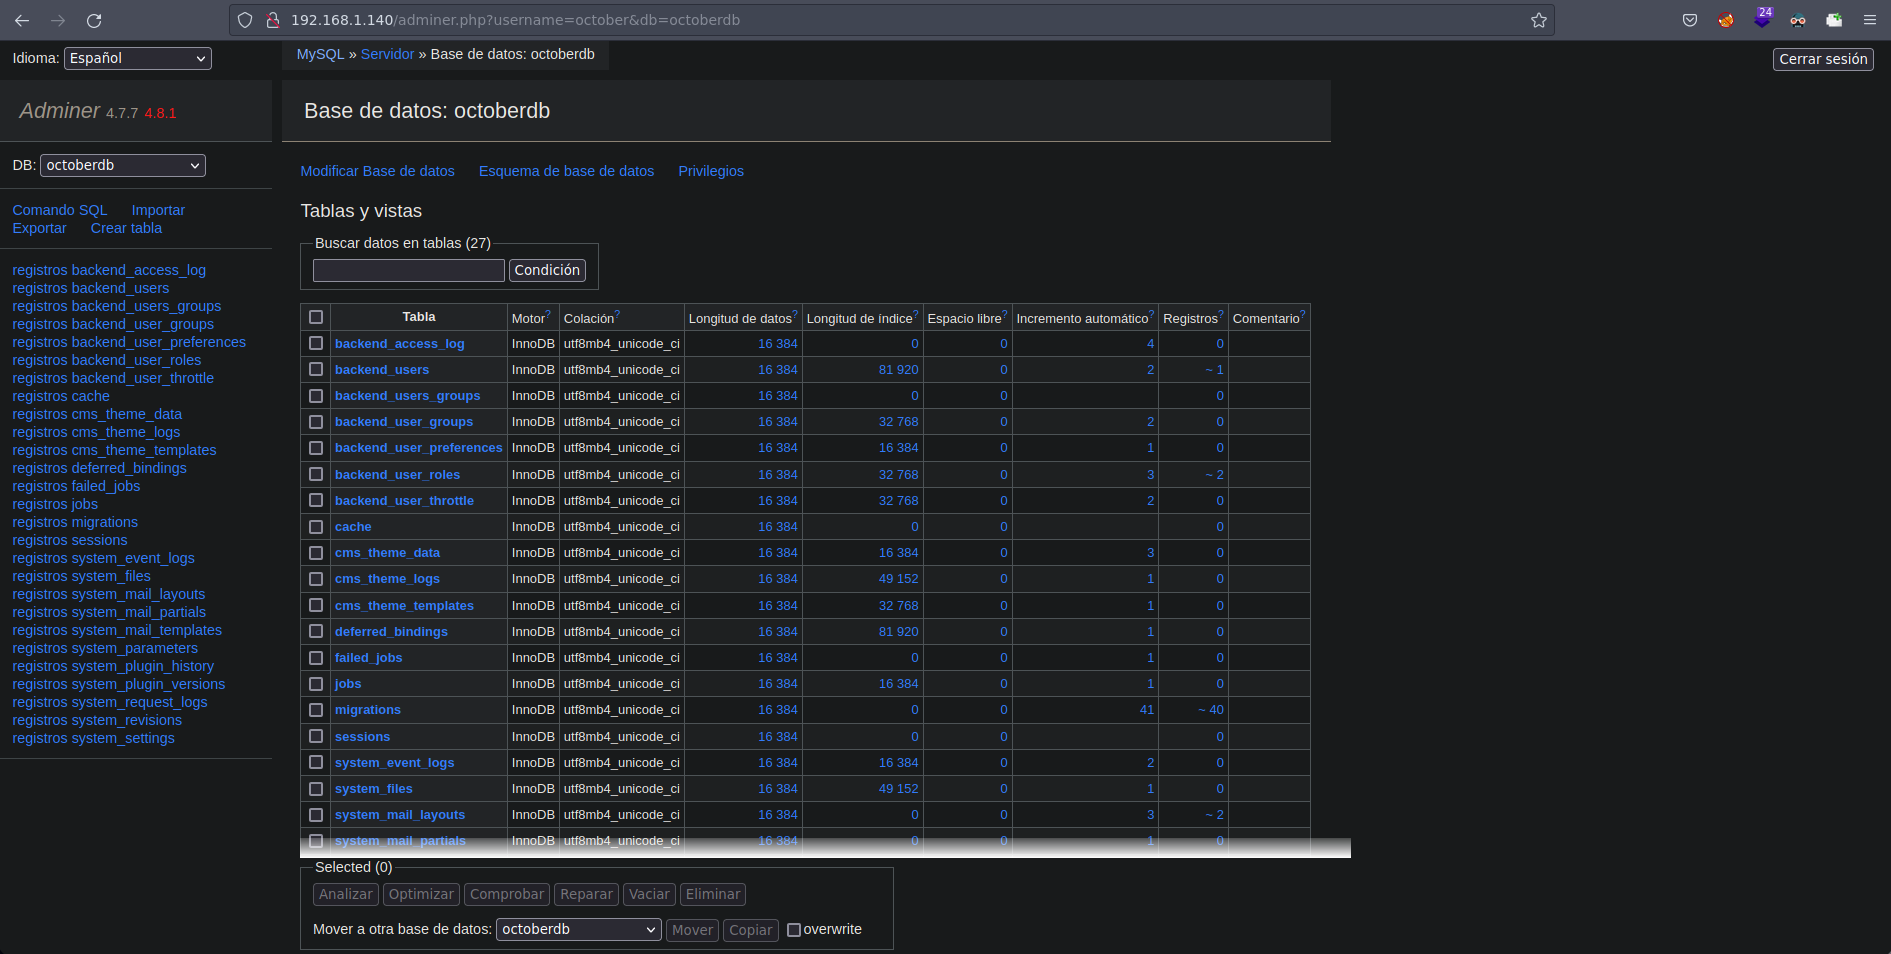 192.168.1.140/adminer.php?username=october&db=octoberdb
24
Idioma: Español
MySQL » Servidor » Base de datos: octoberdb
Cerrar sesión
Adminer 4.7.7 4.8.1
Base de datos: octoberdb
DB: octoberdb
Modificar Base de datos Esquema de base de datos Privilegios
Comando SQL Importar
Exportar Crear tabla
registros backend_access_log
registros backend_users
registros backend_users_groups
registros backend_user_groups
registros backend_user_preferences
registros backend_user_roles
registros backend_user_throttle
registros cache
registros cms_theme_data
registros cms_theme_logs
registros cms_theme_templates
registros deferred_bindings
registros failed_jobs
registros jobs
registros migrations
registros sessions
registros system_event_logs
registros system_files
registros system_mail_layouts
registros system_mail_partials
registros system_mail_templates
registros system_parameters
registros system_plugin_history
registros system_plugin_versions
registros system_request_logs
registros system_revisions
registros system_settings
Tablas y vistas
Buscar datos en tablas (27)
Condición
Tabla Motor? Colación? Longitud de datos? Longitud de índice? Espacio libre? Incremento automático? Registros? Comentario?
backend_access_log InnoDB utf8mb4_unicode_ci 16 384 0 0 4 0
backend_users InnoDB utf8mb4_unicode_ci 16 384 81 920 0 2 ~ 1
backend_users_groups InnoDB utf8mb4_unicode_ci 16 384 0 0 0
backend_user_groups InnoDB utf8mb4_unicode_ci 16 384 32 768 0 2 0
backend_user_preferences InnoDB utf8mb4_unicode_ci 16 384 16 384 0 1 0
backend_user_roles InnoDB utf8mb4_unicode_ci 16 384 32 768 0 3 ~ 2
backend_user_throttle InnoDB utf8mb4_unicode_ci 16 384 32 768 0 2 0
cache InnoDB utf8mb4_unicode_ci 16 384 0 0 0
cms_theme_data InnoDB utf8mb4_unicode_ci 16 384 16 384 0 3 0
cms_theme_logs InnoDB utf8mb4_unicode_ci 16 384 49 152 0 1 0
cms_theme_templates InnoDB utf8mb4_unicode_ci 16 384 32 768 0 1 0
deferred_bindings InnoDB utf8mb4_unicode_ci 16 384 81 920 0 1 0
failed_jobs InnoDB utf8mb4_unicode_ci 16 384 0 0 1 0
jobs InnoDB utf8mb4_unicode_ci 16 384 16 384 0 1 0
migrations InnoDB utf8mb4_unicode_ci 16 384 0 0 41 ~ 40
sessions InnoDB utf8mb4_unicode_ci 16 384 0 0 0
system_event_logs InnoDB utf8mb4_unicode_ci 16 384 16 384 0 2 0
system_files InnoDB utf8mb4_unicode_ci 16 384 49 152 0 1 0
system_mail_layouts InnoDB utf8mb4_unicode_ci 16 384 0 0 3 ~ 2
system_mail_partials InnoDB utf8mb4_unicode_ci 16 384 0 0 1 0
Selected (0)
Analizar Optimizar Comprobar Reparar Vaciar Eliminar
Mover a otra base de datos: octoberdb Mover Copiar overwrite